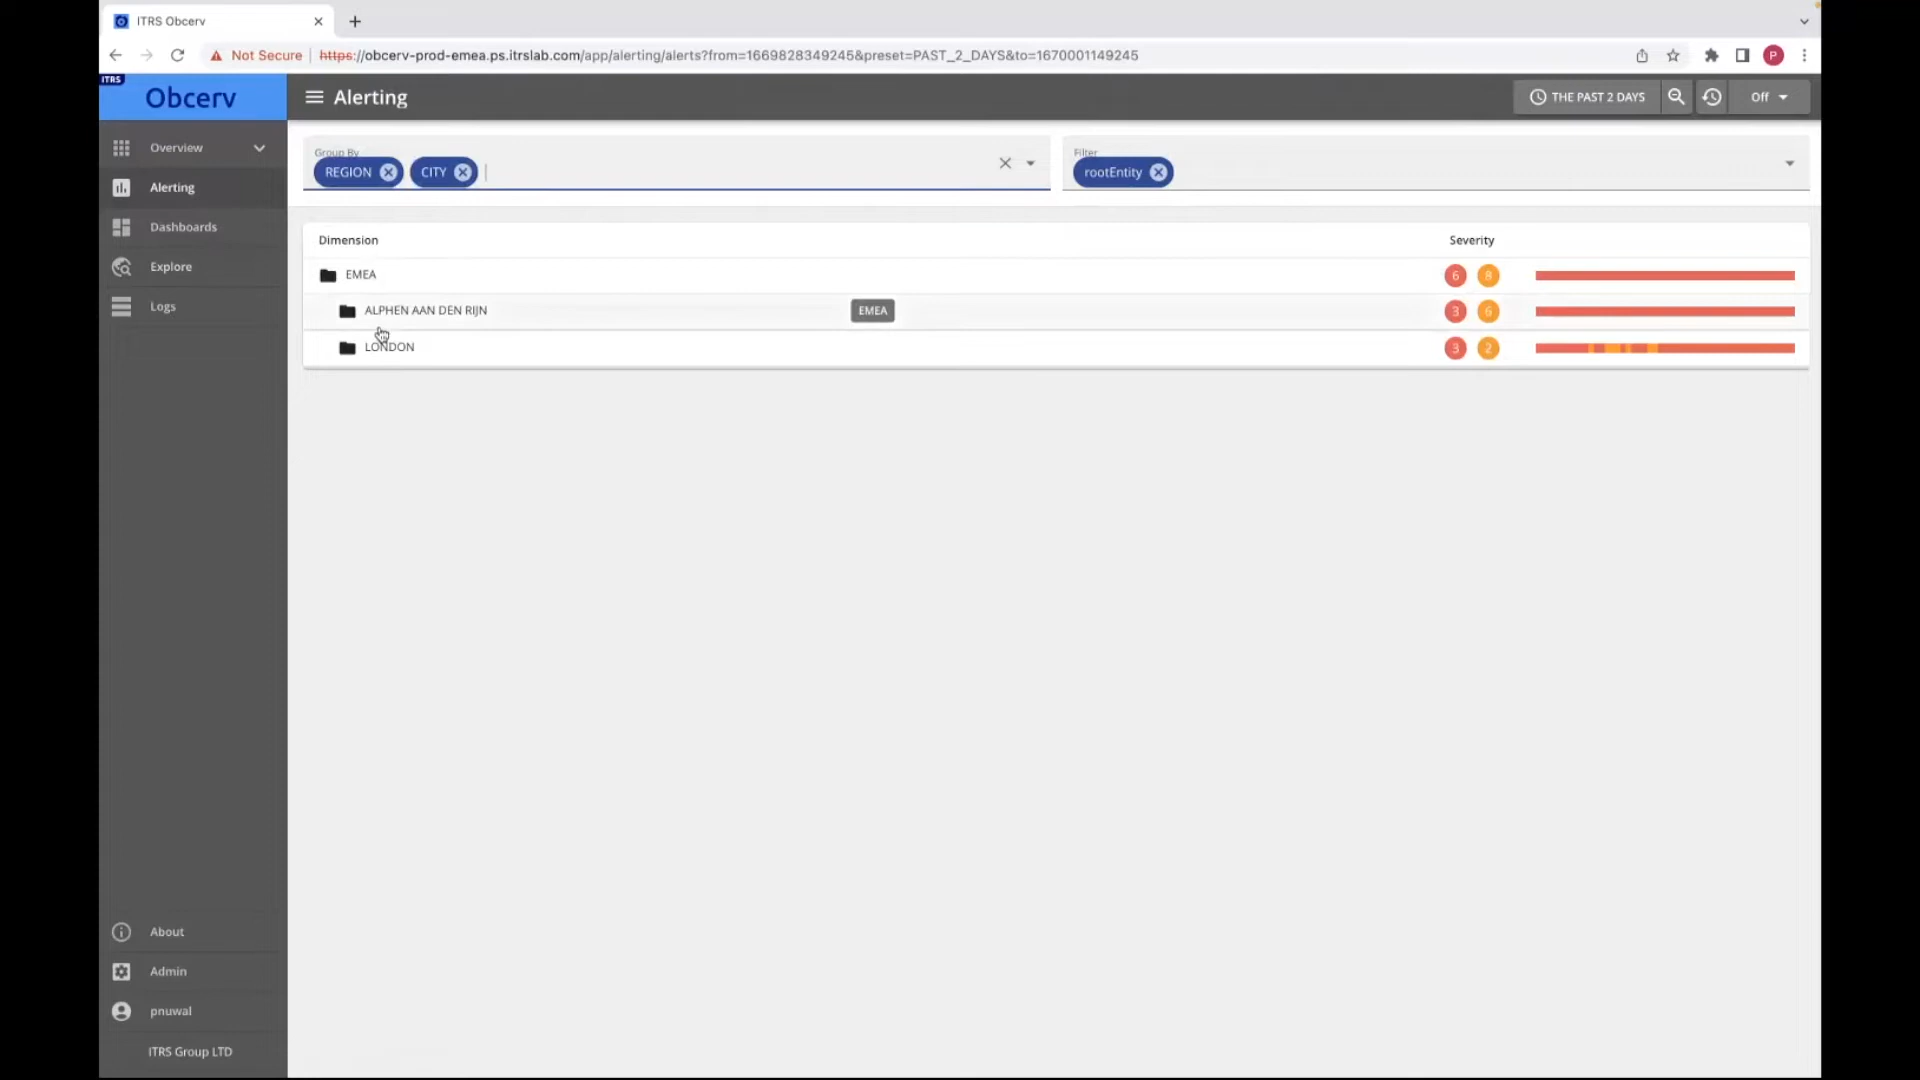 ITRS Obcerv
Not Secure | https://obcerv-prod-emea.ps.itrslab.com/app/alerting/alerts?from=1669828349245&preset=PAST_2_DAYS&to=1670001149245
P
ITRS
Obcerv
Alerting
THE PAST 2 DAYS
Off
Overview
Alerting
Dashboards
Explore
Logs
Group By
REGION
CITY
Filter
rootEntity
Dimension
Severity
EMEA
6 8
ALPHEN AAN DEN RIJN
EMEA
3 6
LONDON
3 2
About
Admin
pnuwal
ITRS Group LTD